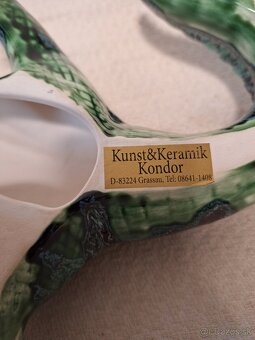 Kunst&Keramik
Kondor
D-83224 Grassau, Tel: 08641-1408